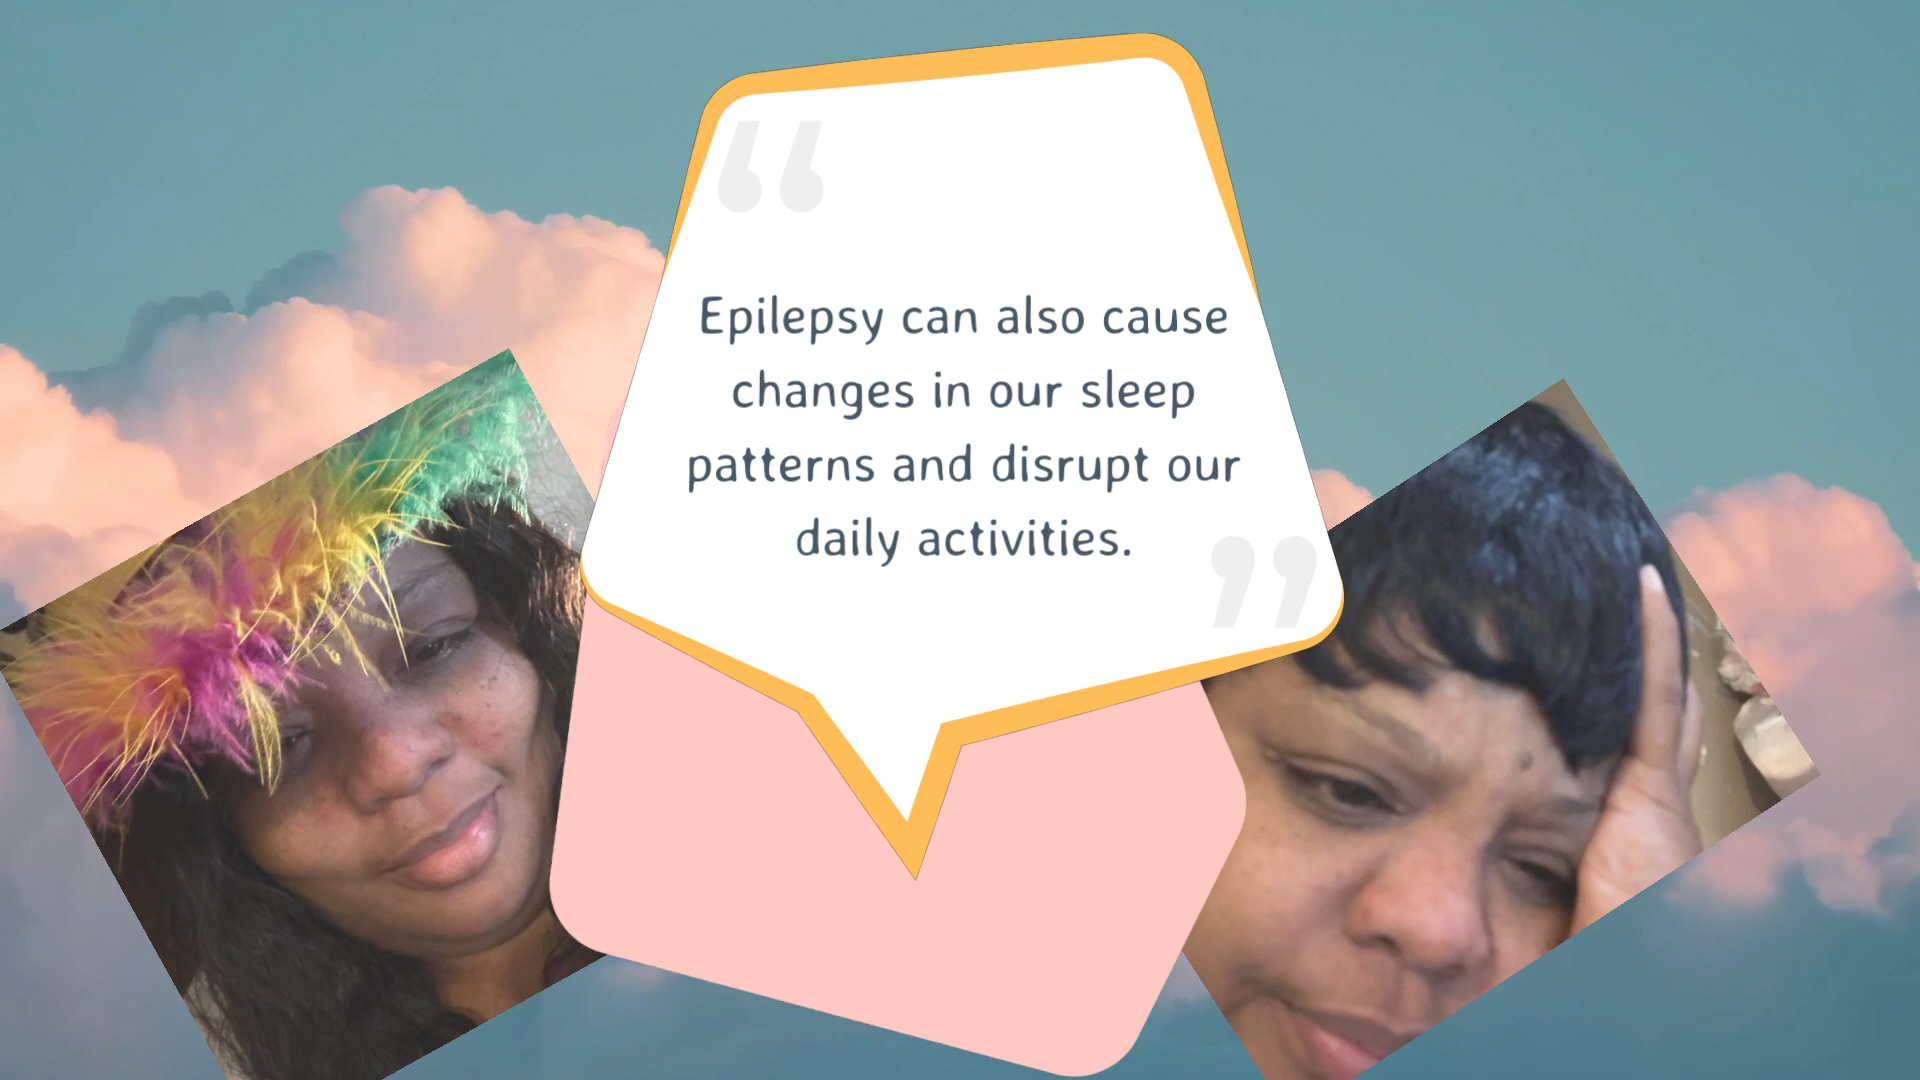 “
Epilepsy can also cause
changes in our sleep
patterns and disrupt our
daily activities.
”